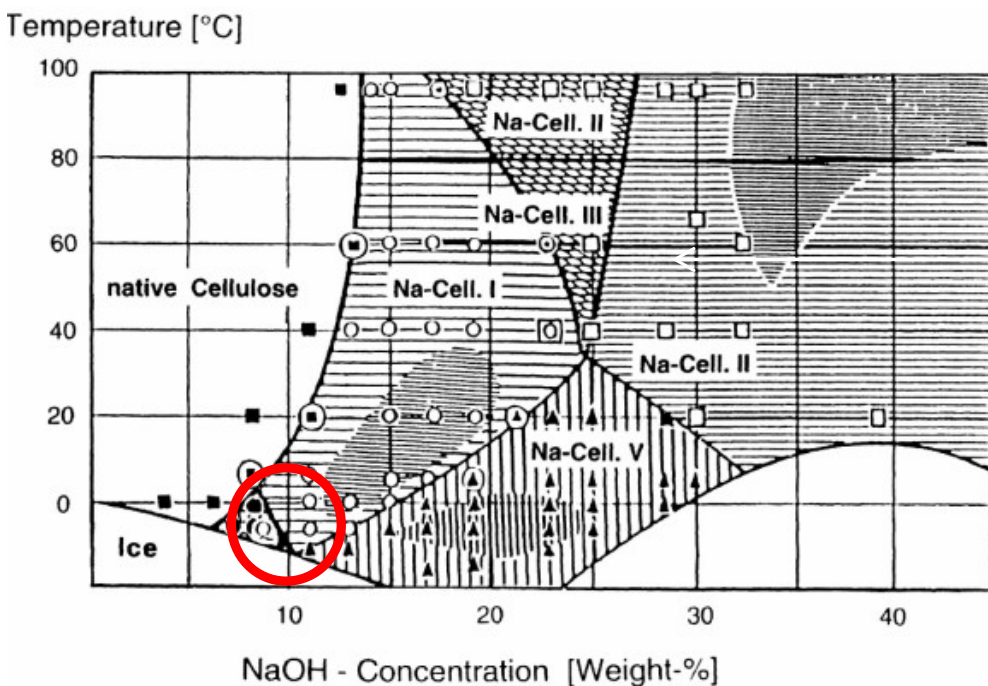 Temperature [°C]
100
80
60
40
20
0
Na-Cell. II
Na-Cell. III
native Cellulose
Na-Cell. I
Na-Cell. II
Na-Cell. V
Ice
10
20
30
40
NaOH - Concentration [Weight-%]